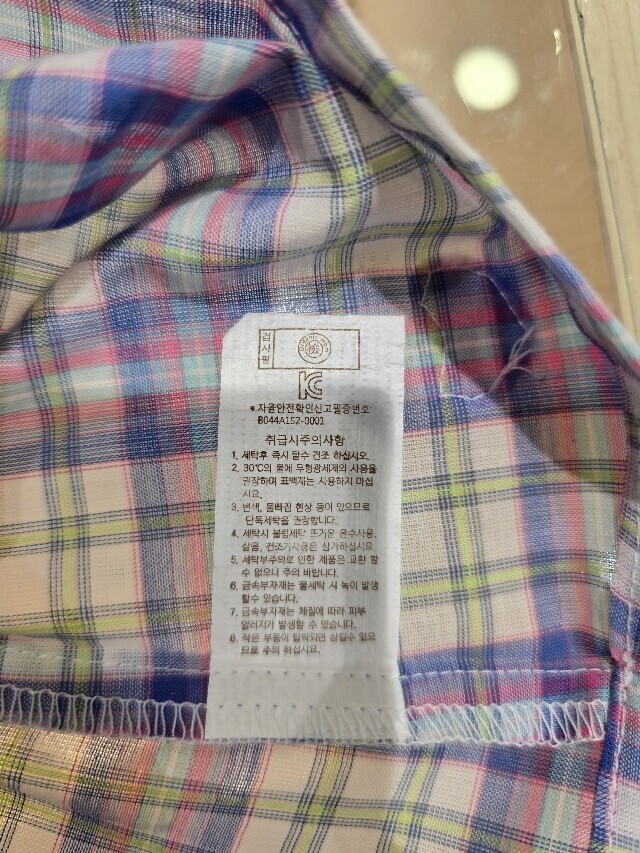 검사필
KC
● 자율안전확인신고필증번호:
B044A152-0001
취급시주의사항
1. 세탁후 즉시 탈수 건조 하십시오.
2. 30℃의 물에 무형광세제의 사용을
권장하며 표백제는 사용하지 마십
시오.
3. 변색, 물빠짐 현상 등이 있으므로
단독세탁을 권장합니다.
4. 세탁시 불림세탁 뜨거운 온수사용,
삶음, 건조기사용은 삼가하십시요.
5. 세탁부주의로 인한 제품은 교환 할
수 없으나 주의 바랍니다.
6. 금속부자재는 물세탁 시 녹이 발생
할수 있습니다.
7. 금속부자재는 체질에 따라 피부
알러지가 발생할 수 있습니다.
8. 작은 부품이 탈락되면 삼킬수 있으
므로 주의 하십시요.